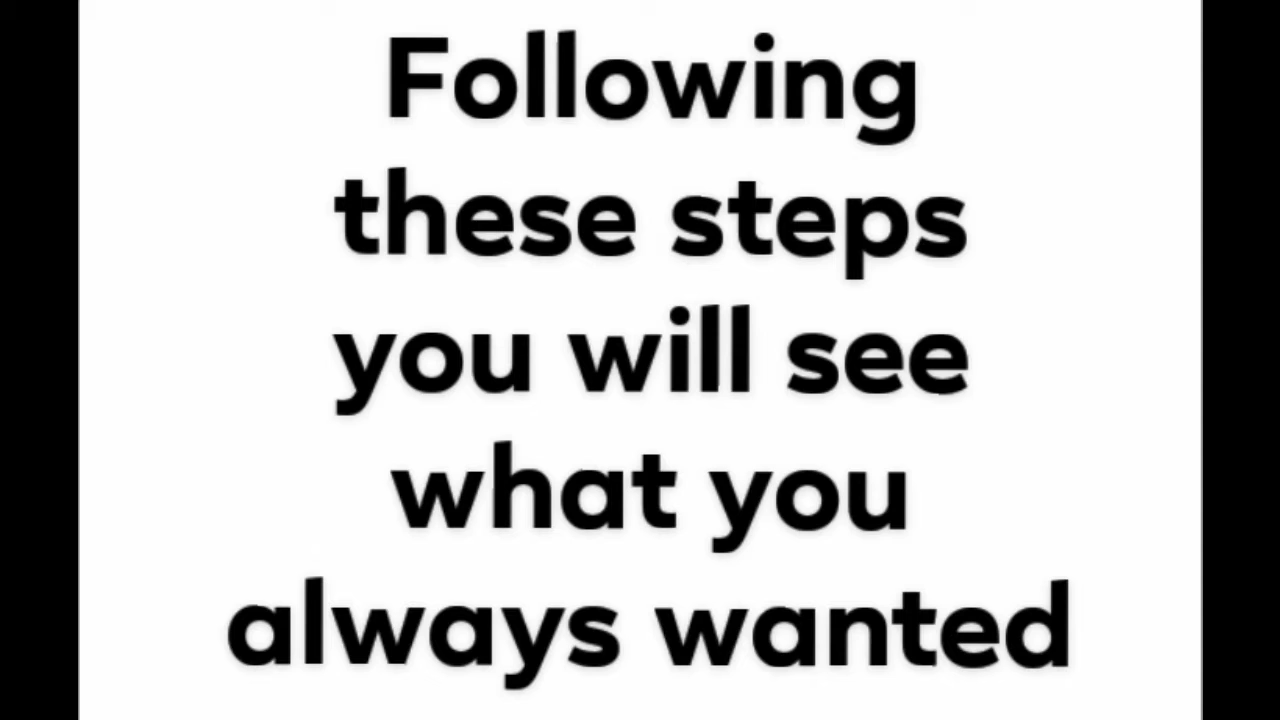 Following
these steps
you will see
what you
always wanted